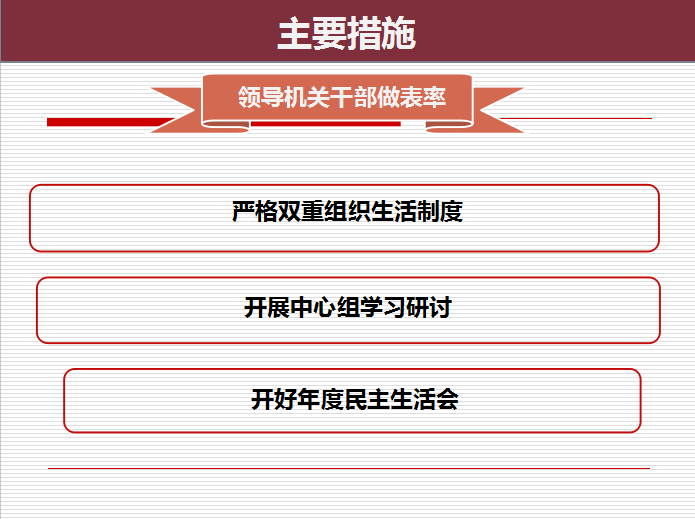 主要措施
领导机关干部做表率
严格双重组织生活制度
开展中心组学习研讨
开好年度民主生活会